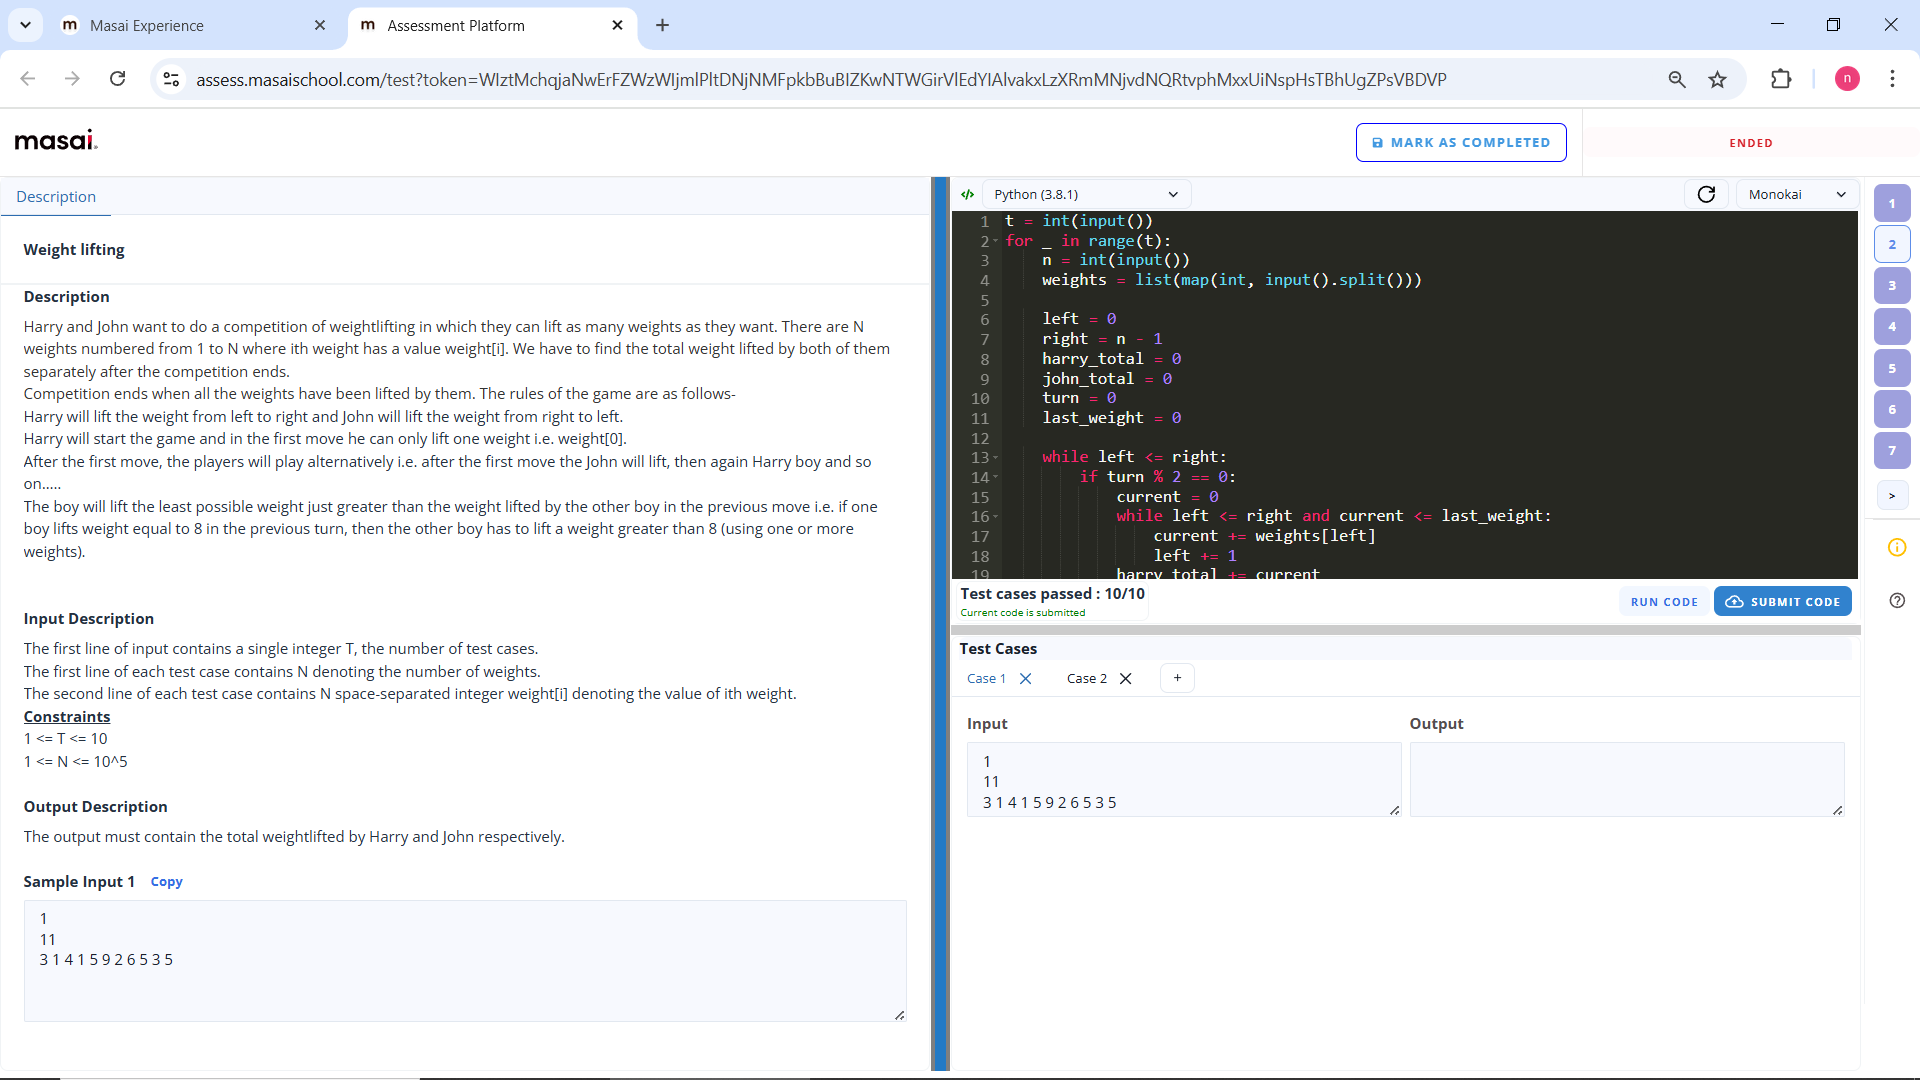 m Masai Experience
m Assessment Platform
assess.masaischool.com/test?token=WIztMchqjaNwErFZWzWIjmlPltDNjNMFpkbBuBIZKwNTWGirVlEdYIAlvakxLzXRmMNjvdNQRtvphMxxUiNspHsTBhUgZPsVBDVP
n
masai.
MARK AS COMPLETED
ENDED
Description
Weight lifting
Description
Harry and John want to do a competition of weightlifting in which they can lift as many weights as they want. There are N
weights numbered from 1 to N where ith weight has a value weight[i]. We have to find the total weight lifted by both of them
separately after the competition ends.
Competition ends when all the weights have been lifted by them. The rules of the game are as follows-
Harry will lift the weight from left to right and John will lift the weight from right to left.
Harry will start the game and in the first move he can only lift one weight i.e. weight[0].
After the first move, the players will play alternatively i.e. after the first move the John will lift, then again Harry boy and so
on.....
The boy will lift the least possible weight just greater than the weight lifted by the other boy in the previous move i.e. if one
boy lifts weight equal to 8 in the previous turn, then the other boy has to lift a weight greater than 8 (using one or more
weights).
Input Description
The first line of input contains a single integer T, the number of test cases.
The first line of each test case contains N denoting the number of weights.
The second line of each test case contains N space-separated integer weight[i] denoting the value of ith weight.
Constraints
1 <= T <= 10
1 <= N <= 10^5
Output Description
The output must contain the total weightlifted by Harry and John respectively.
Sample Input 1 Copy
1
11
3 1 4 1 5 9 2 6 5 3 5
</> Python (3.8.1)
Monokai
1 t = int(input())
2 for _ in range(t):
3 n = int(input())
4 weights = list(map(int, input().split()))
5
6 left = 0
7 right = n - 1
8 harry_total = 0
9 john_total = 0
10 turn = 0
11 last_weight = 0
12
13 while left <= right:
14 if turn % 2 == 0:
15 current = 0
16 while left <= right and current <= last_weight:
17 current += weights[left]
18 left += 1
19 harry_total += current
Test cases passed : 10/10
Current code is submitted
RUN CODE
SUBMIT CODE
Test Cases
Case 1
Case 2
+
Input
Output
1
11
3 1 4 1 5 9 2 6 5 3 5
1
2
3
4
5
6
7
>